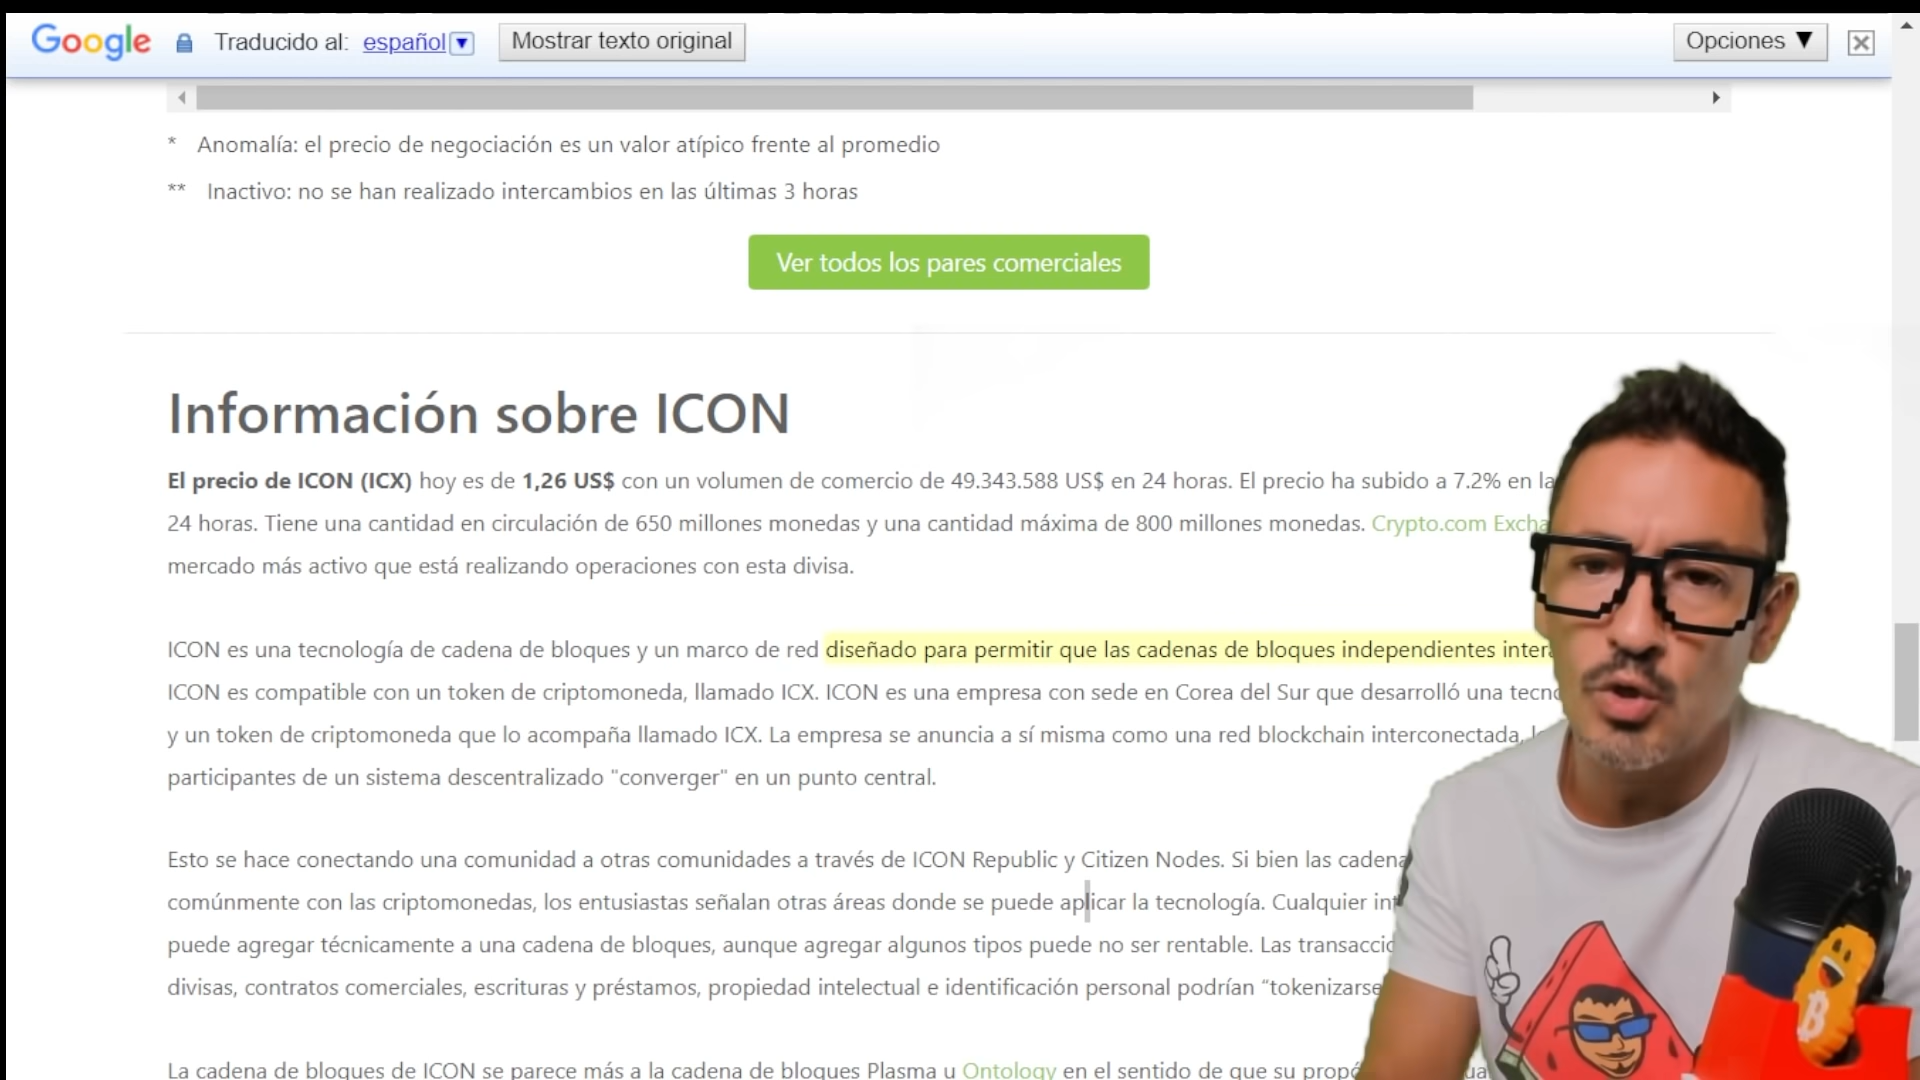 Google Traducido al: español Mostrar texto original Opciones ▼
* Anomalía: el precio de negociación es un valor atípico frente al promedio
** Inactivo: no se han realizado intercambios en las últimas 3 horas
Ver todos los pares comerciales
Información sobre ICON
El precio de ICON (ICX) hoy es de 1,26 US$ con un volumen de comercio de 49.343.588 US$ en 24 horas. El precio ha subido a 7.2% en la
24 horas. Tiene una cantidad en circulación de 650 millones monedas y una cantidad máxima de 800 millones monedas. Crypto.com Excha
mercado más activo que está realizando operaciones con esta divisa.
ICON es una tecnología de cadena de bloques y un marco de red diseñado para permitir que las cadenas de bloques independientes inter
ICON es compatible con un token de criptomoneda, llamado ICX. ICON es una empresa con sede en Corea del Sur que desarrolló una tecno
y un token de criptomoneda que lo acompaña llamado ICX. La empresa se anuncia a sí misma como una red blockchain interconectada,
participantes de un sistema descentralizado "converger" en un punto central.
Esto se hace conectando una comunidad a otras comunidades a través de ICON Republic y Citizen Nodes. Si bien las cadena
comúnmente con las criptomonedas, los entusiastas señalan otras áreas donde se puede aplicar la tecnología. Cualquier int
puede agregar técnicamente a una cadena de bloques, aunque agregar algunos tipos puede no ser rentable. Las transaccio
divisas, contratos comerciales, escrituras y préstamos, propiedad intelectual e identificación personal podrían “tokenizarse
La cadena de bloques de ICON se parece más a la cadena de bloques Plasma u Ontology en el sentido de que su propó